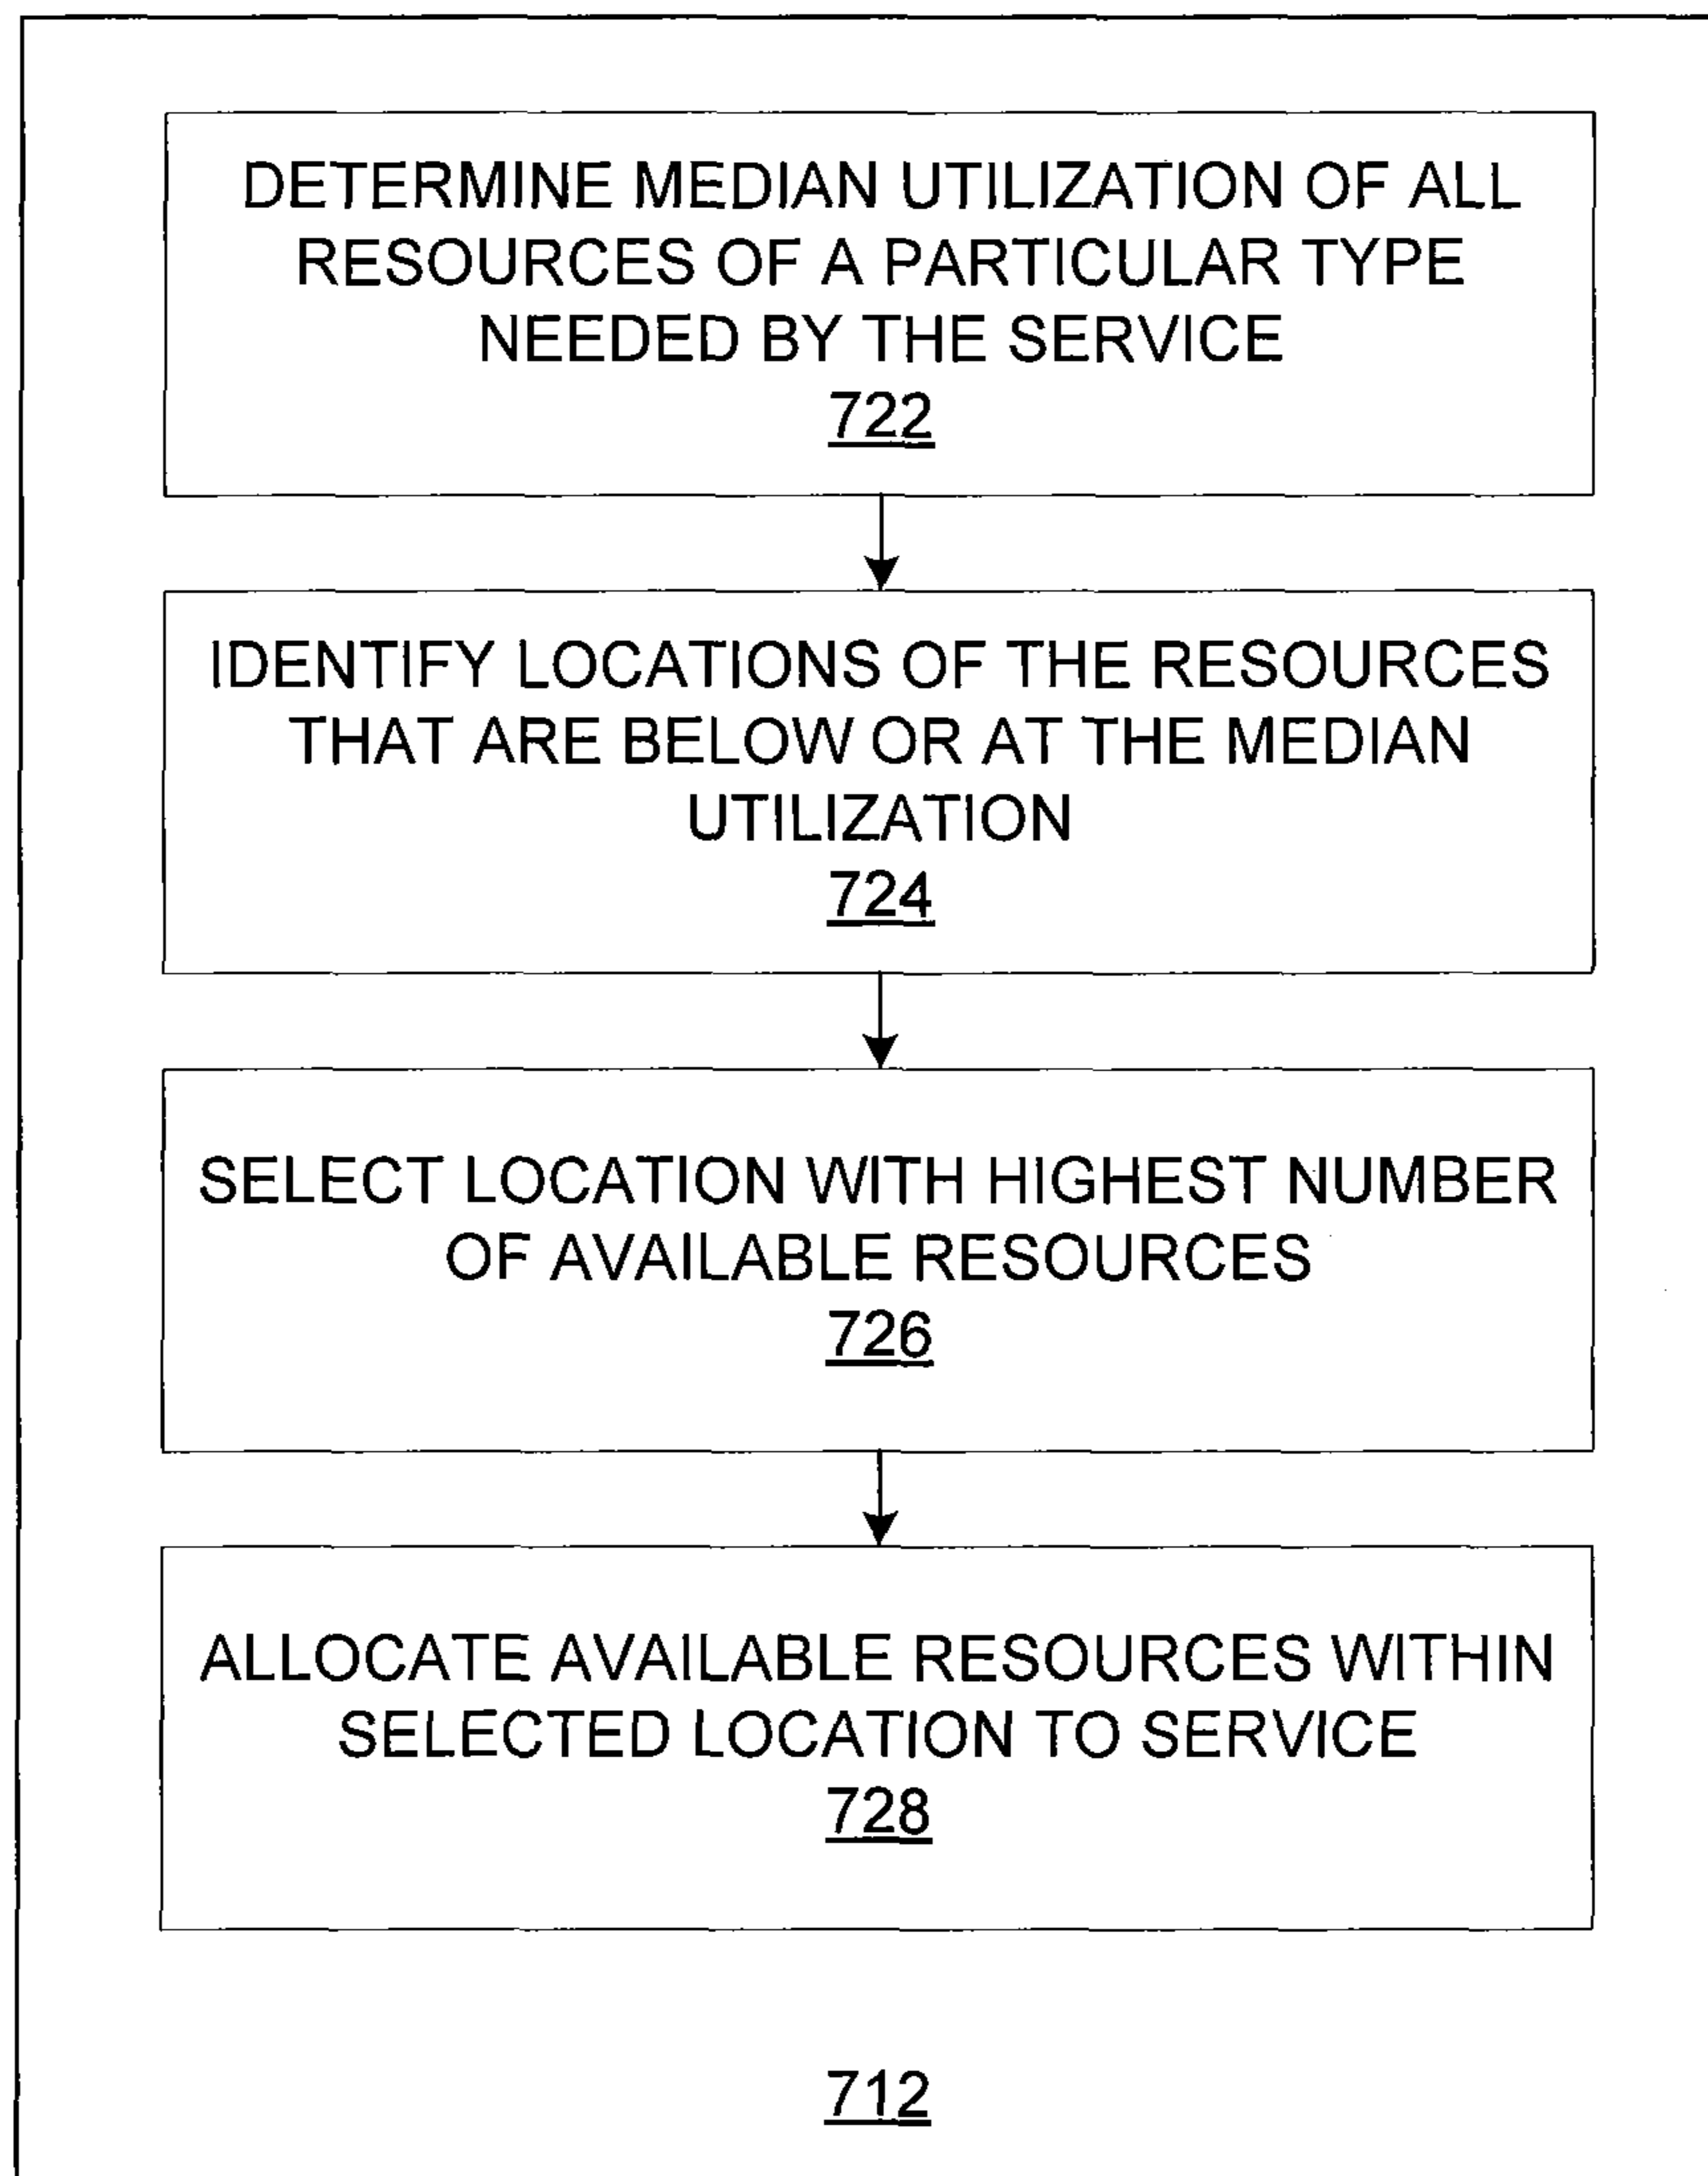 DETERMINE MEDIAN UTILIZATION OF ALL
RESOURCES OF A PARTICULAR TYPE
NEEDED BY THE SERVICE
722
IDENTIFY LOCATIONS OF THE RESOURCES
THAT ARE BELOW OR AT THE MEDIAN
UTILIZATION
724
SELECT LOCATION WITH HIGHEST NUMBER
OF AVAILABLE RESOURCES
726
ALLOCATE AVAILABLE RESOURCES WITHIN
SELECTED LOCATION TO SERVICE
728
712